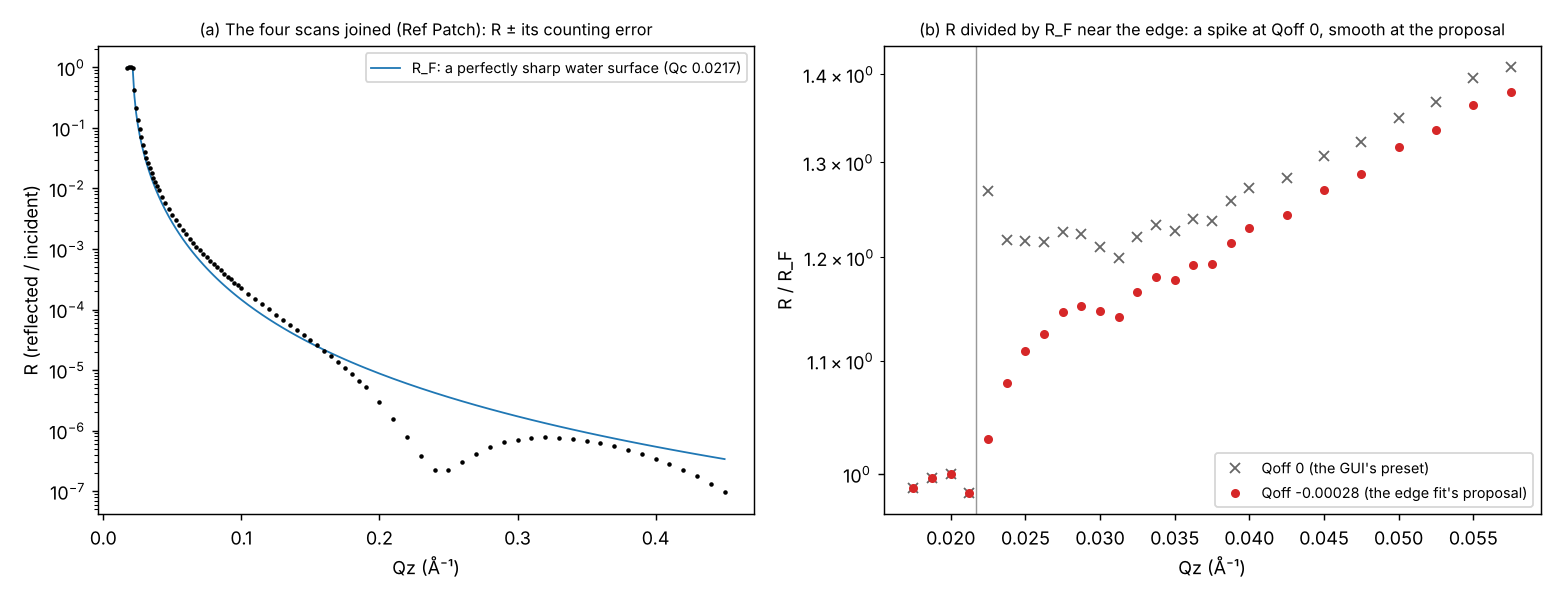 (a) The four scans joined (Ref Patch): R ± its counting error
R_F: a perfectly sharp water surface (Qc 0.0217)
R (reflected / incident)
10⁰
10⁻¹
10⁻²
10⁻³
10⁻⁴
10⁻⁵
10⁻⁶
10⁻⁷
0.0 0.1 0.2 0.3 0.4
Qz (Å⁻¹)
(b) R divided by R_F near the edge: a spike at Qoff 0, smooth at the proposal
R / R_F
1.4 × 10⁰
1.3 × 10⁰
1.2 × 10⁰
1.1 × 10⁰
10⁰
Qoff 0 (the GUI's preset)
Qoff -0.00028 (the edge fit's proposal)
0.020 0.025 0.030 0.035 0.040 0.045 0.050 0.055
Qz (Å⁻¹)